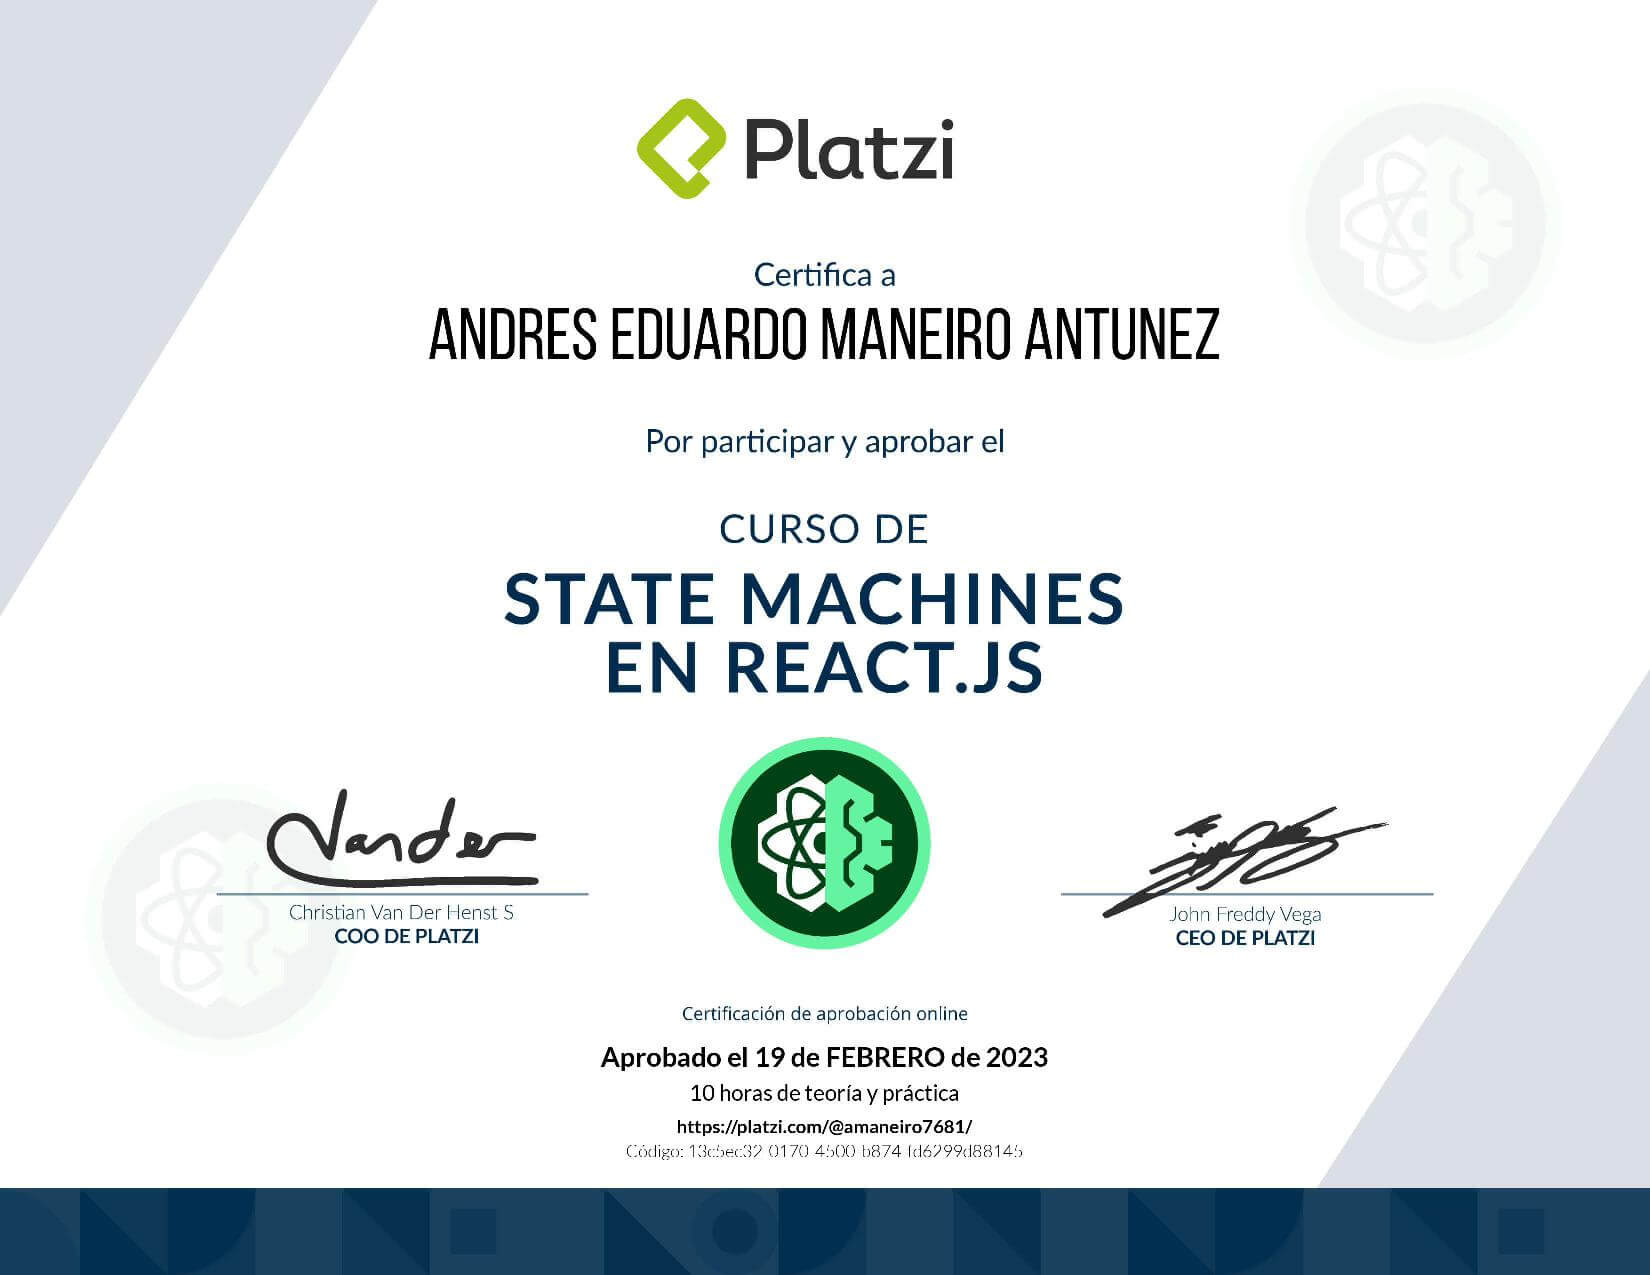 Platzi
Certifica a
ANDRES EDUARDO MANEIRO ANTUNEZ
Por participar y aprobar el
CURSO DE
STATE MACHINES
EN REACT.JS
Vander
Christian Van Der Henst S
COO DE PLATZI
John Freddy Vega
CEO DE PLATZI
Certificación de aprobación online
Aprobado el 19 de FEBRERO de 2023
10 horas de teoría y práctica
https://platzi.com/@amaneiro7681/
Código: 13c5ec32-0170-4500-b874-fd6299d88145